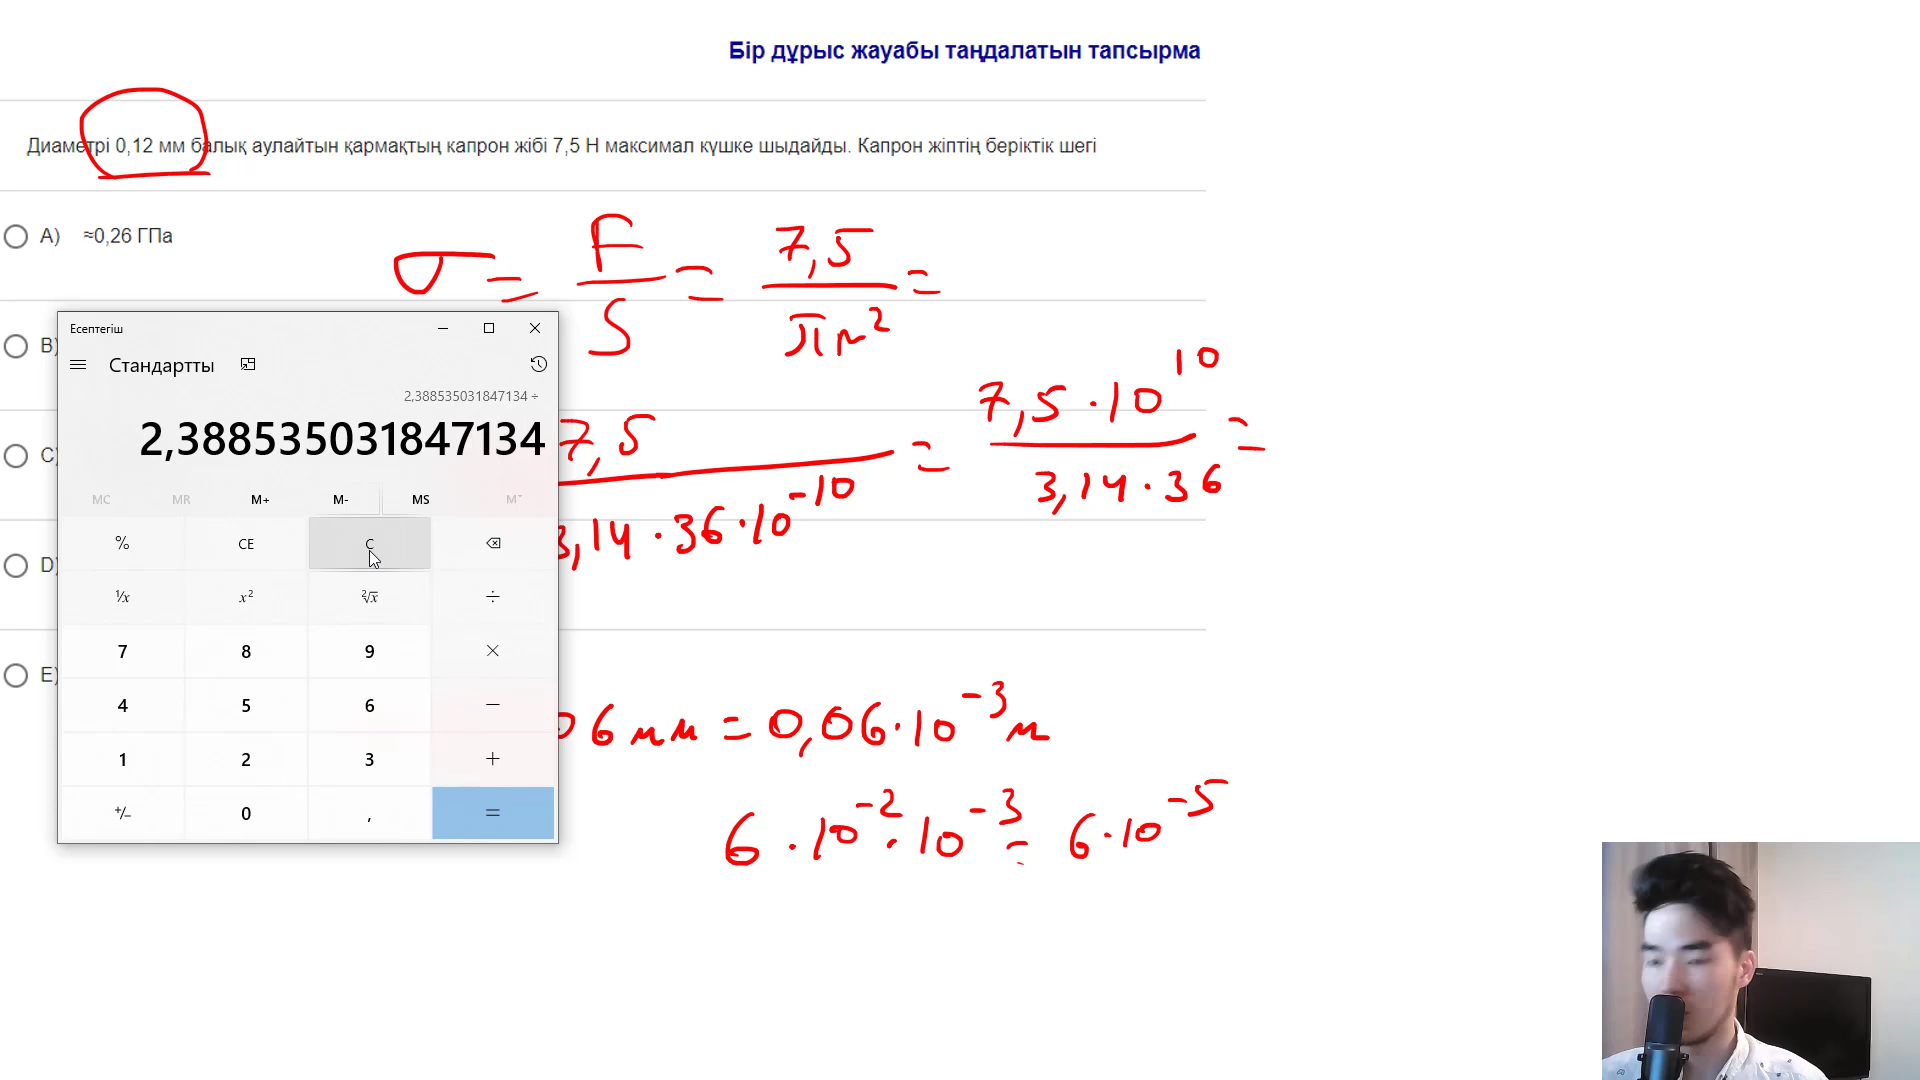 Бір дұрыс жауабы таңдалатын тапсырма
Диаметрі 0,12 мм балық аулайтын қармақтың капрон жібі 7,5 Н максимал күшке шыдайды. Капрон жіптің беріктік шегі
A) ≈0,26 ГПа
σ = F/S = 7,5/πr² =
B)
C)
D)
E)
7,5/3,14·36·10⁻¹⁰ = 7,5·10¹⁰/3,14·36 =
06 мм = 0,06·10⁻³ м
6·10⁻²·10⁻³ = 6·10⁻⁵
Есептегіш
Стандартты
2,388535031847134 ÷
2,388535031847134
MC MR M+ M- MS M˅
% CE C
¹/x x² ²√x ÷
7 8 9 ×
4 5 6 −
1 2 3 +
+/− 0 , =